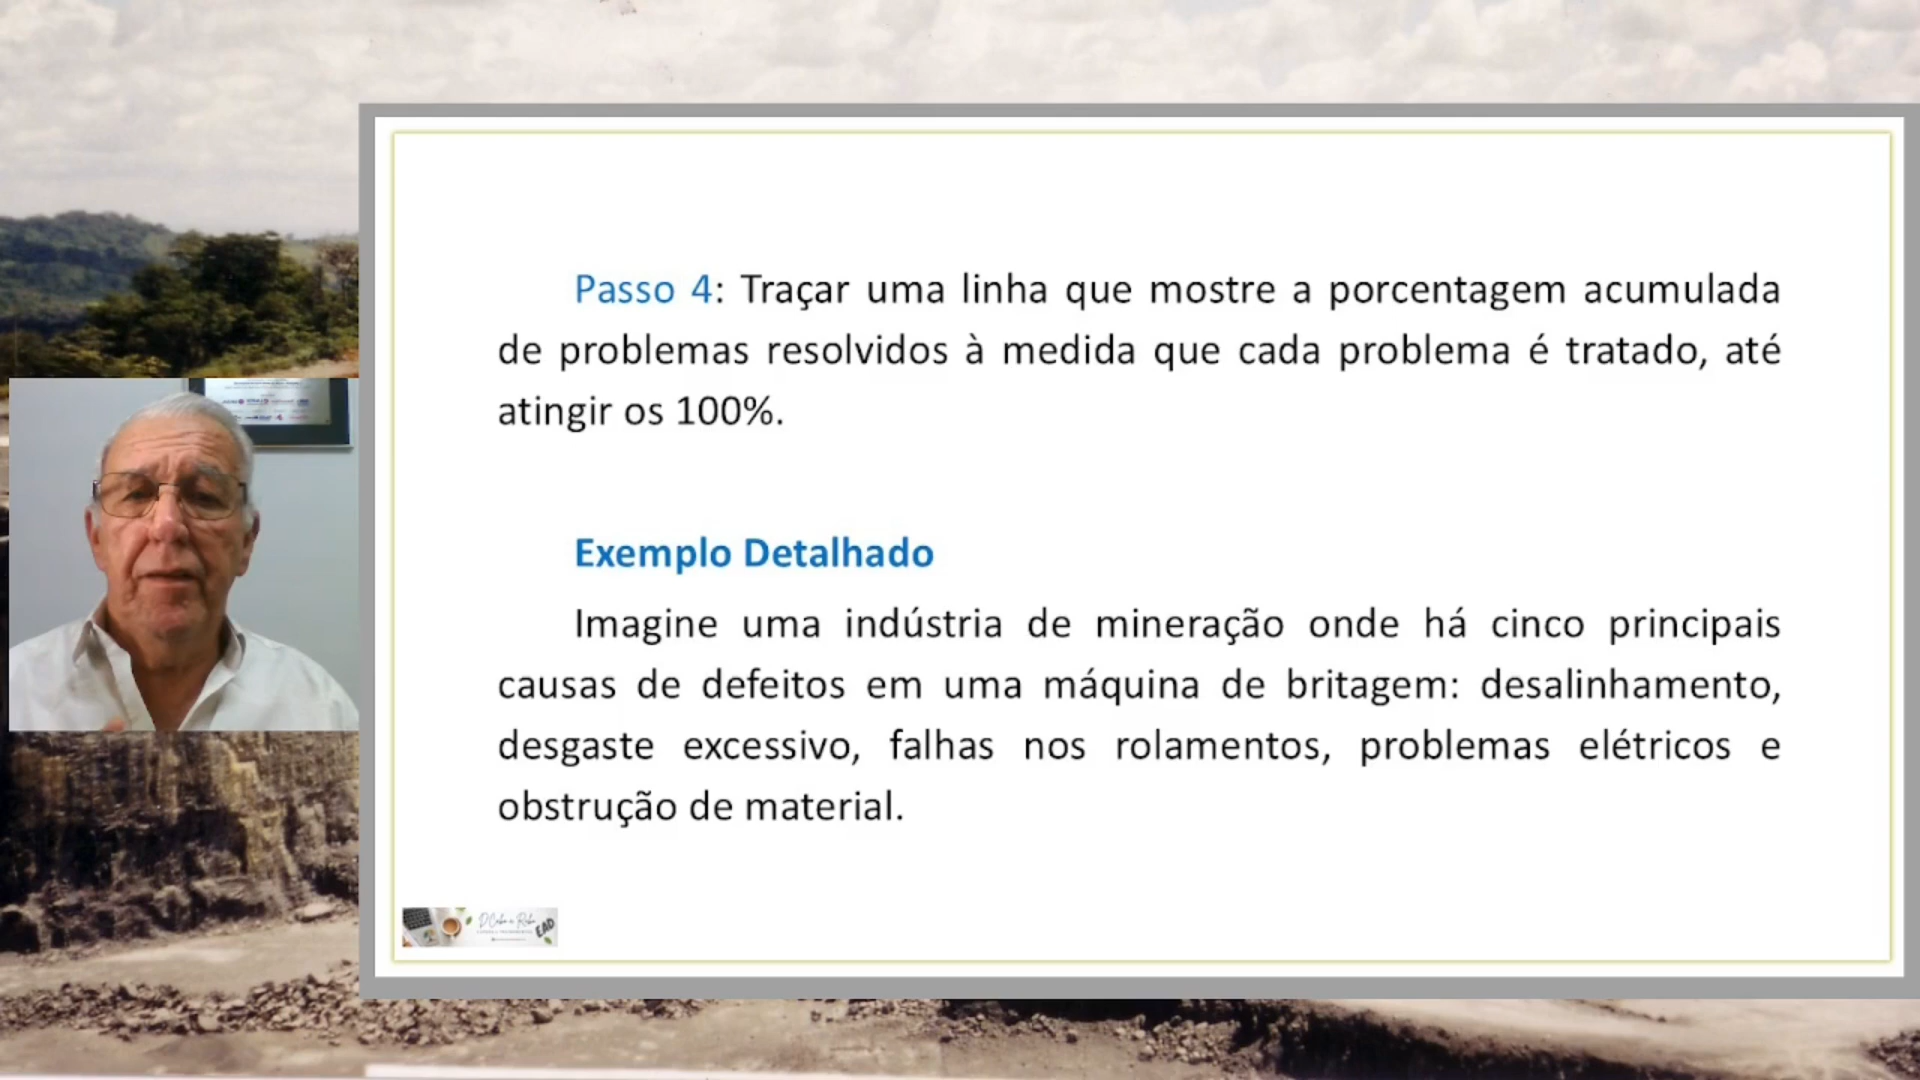 Passo 4: Traçar uma linha que mostre a porcentagem acumulada
de problemas resolvidos à medida que cada problema é tratado, até
atingir os 100%.
Exemplo Detalhado
Imagine uma indústria de mineração onde há cinco principais
causas de defeitos em uma máquina de britagem: desalinhamento,
desgaste excessivo, falhas nos rolamentos, problemas elétricos e
obstrução de material.
EAD